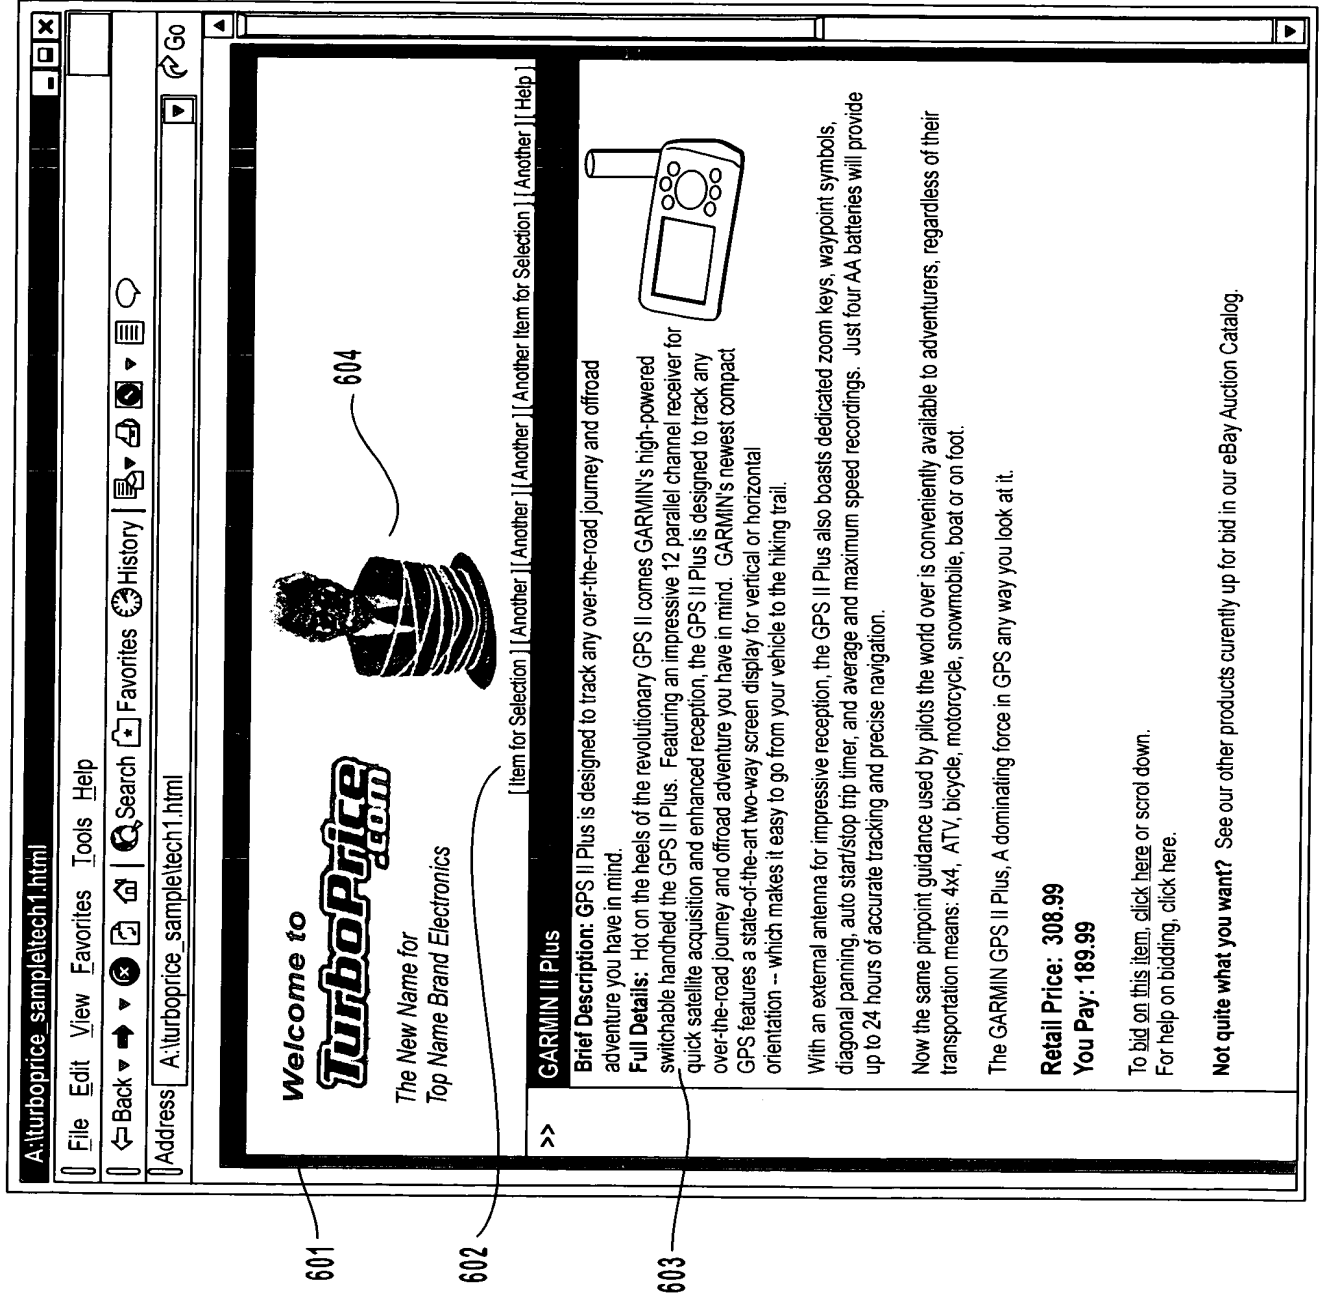 A:\turboprice_sample\tech1.html
File Edit View Favorites Tools Help
Back Search Favorites History
Address A:\turboprice_sample\tech1.html Go
Welcome to
TurboPrice
.com
The New Name for
Top Name Brand Electronics
604
[ Item for Selection ] [ Another ] [ Another ] [ Another ] [ Another Item for Selection ] [ Another ] [ Help ]
>>
GARMIN II Plus
Brief Description: GPS II Plus is designed to track any over-the-road journey and offroad
adventure you have in mind.
Full Details: Hot on the heels of the revolutionary GPS II comes GARMIN's high-powered
switchable handheld the GPS II Plus. Featuring an impressive 12 parallel channel receiver for
quick satellite acquisition and enhanced reception, the GPS II Plus is designed to track any
over-the-road journey and offroad adventure you have in mind. GARMIN's newest compact
GPS features a state-of-the-art two-way screen display for vertical or horizontal
orientation -- which makes it easy to go from your vehicle to the hiking trail.
With an external antenna for impressive reception, the GPS II Plus also boasts dedicated zoom keys, waypoint symbols,
diagonal panning, auto start/stop trip timer, and average and maximum speed recordings. Just four AA batteries will provide
up to 24 hours of accurate tracking and precise navigation.
Now the same pinpoint guidance used by pilots the world over is conveniently available to adventurers, regardless of their
transportation means: 4x4, ATV, bicycle, motorcycle, snowmobile, boat or on foot.
The GARMIN GPS II Plus, A dominating force in GPS any way you look at it.
Retail Price: 308.99
You Pay: 189.99
To bid on this item, click here or scrol down.
For help on bidding, click here.
Not quite what you want? See our other products curently up for bid in our eBay Auction Catalog.
601
602
603